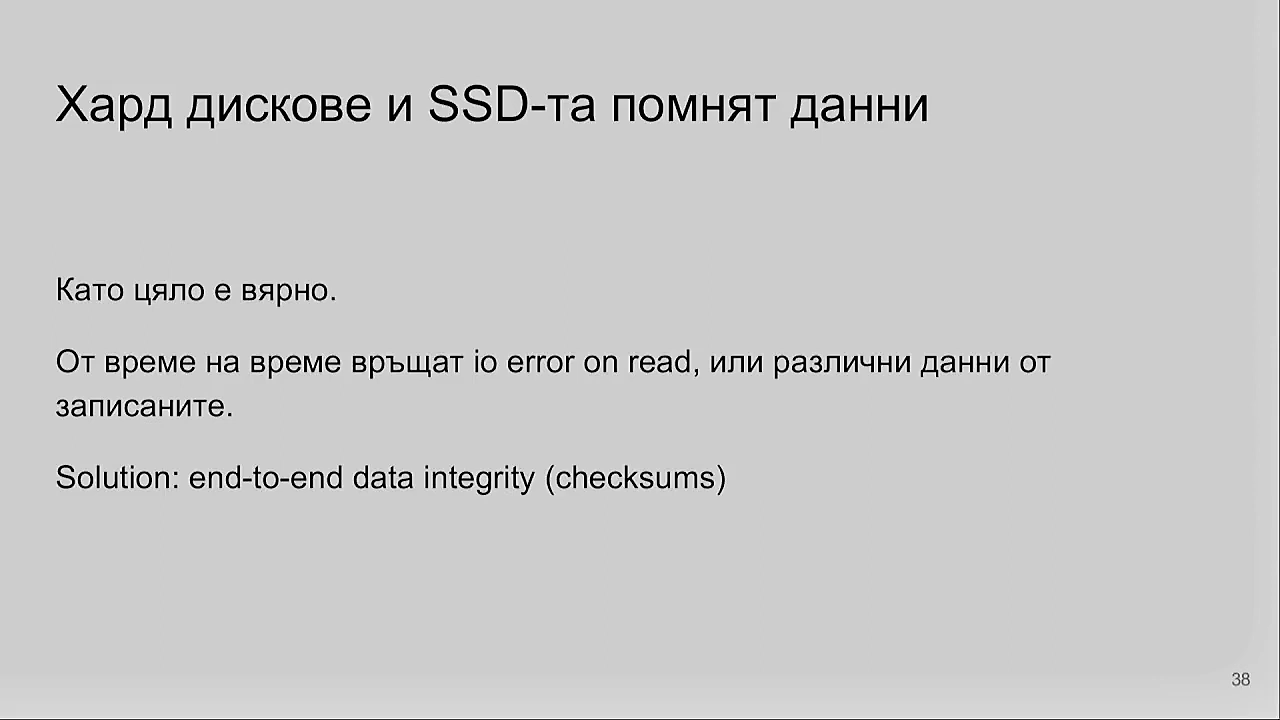 Хард дискове и SSD-та помнят данни
Като цяло е вярно.
От време на време връщат io error on read, или различни данни от
записаните.
Solution: end-to-end data integrity (checksums)
38